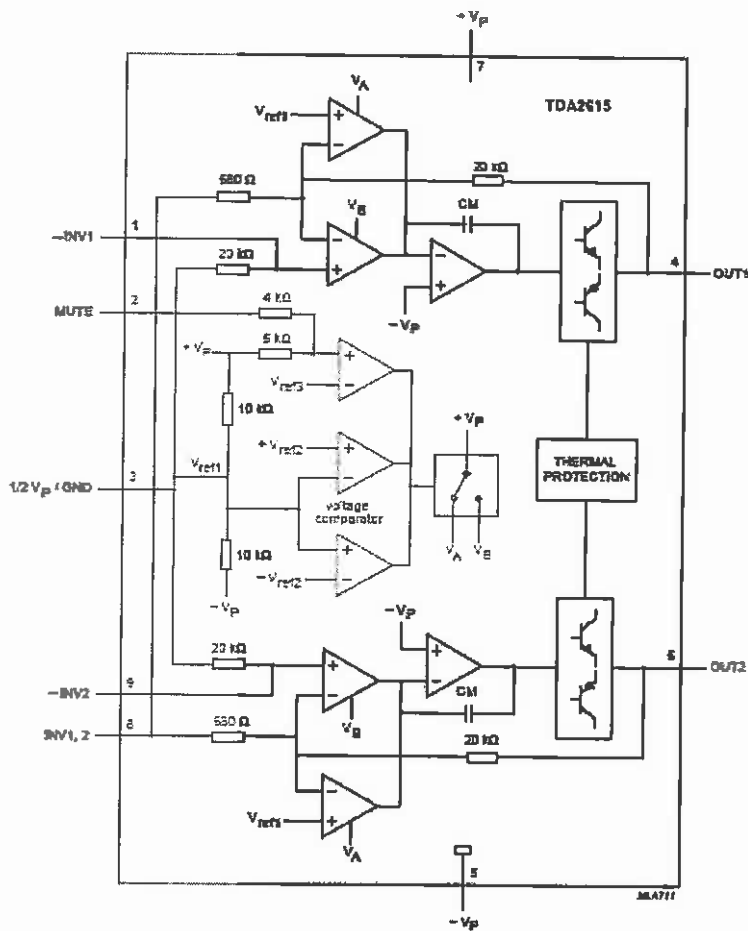 + Vp
7
TDA2615
VA
Vref1
+
−
20 kΩ
680 Ω
CM
VB
−INV1
1
−
+
−
+
20 kΩ
4
OUT1
MUTE
2
4 kΩ
−Vp
5 kΩ
+ Vp
+
−
Vref3
10 kΩ
+ Vp
+Vref2
+
−
THERMAL
PROTECTION
Vref1
3
1/2 Vp / GND
voltage
comparator
VA
VB
10 kΩ
+
−
−Vref2
−Vp
−Vp
+
−
20 kΩ
6
OUT2
+
−
CM
−INV2
9
VB
680 Ω
INV1, 2
8
20 kΩ
−
+
Vref1
VA
5
−Vp